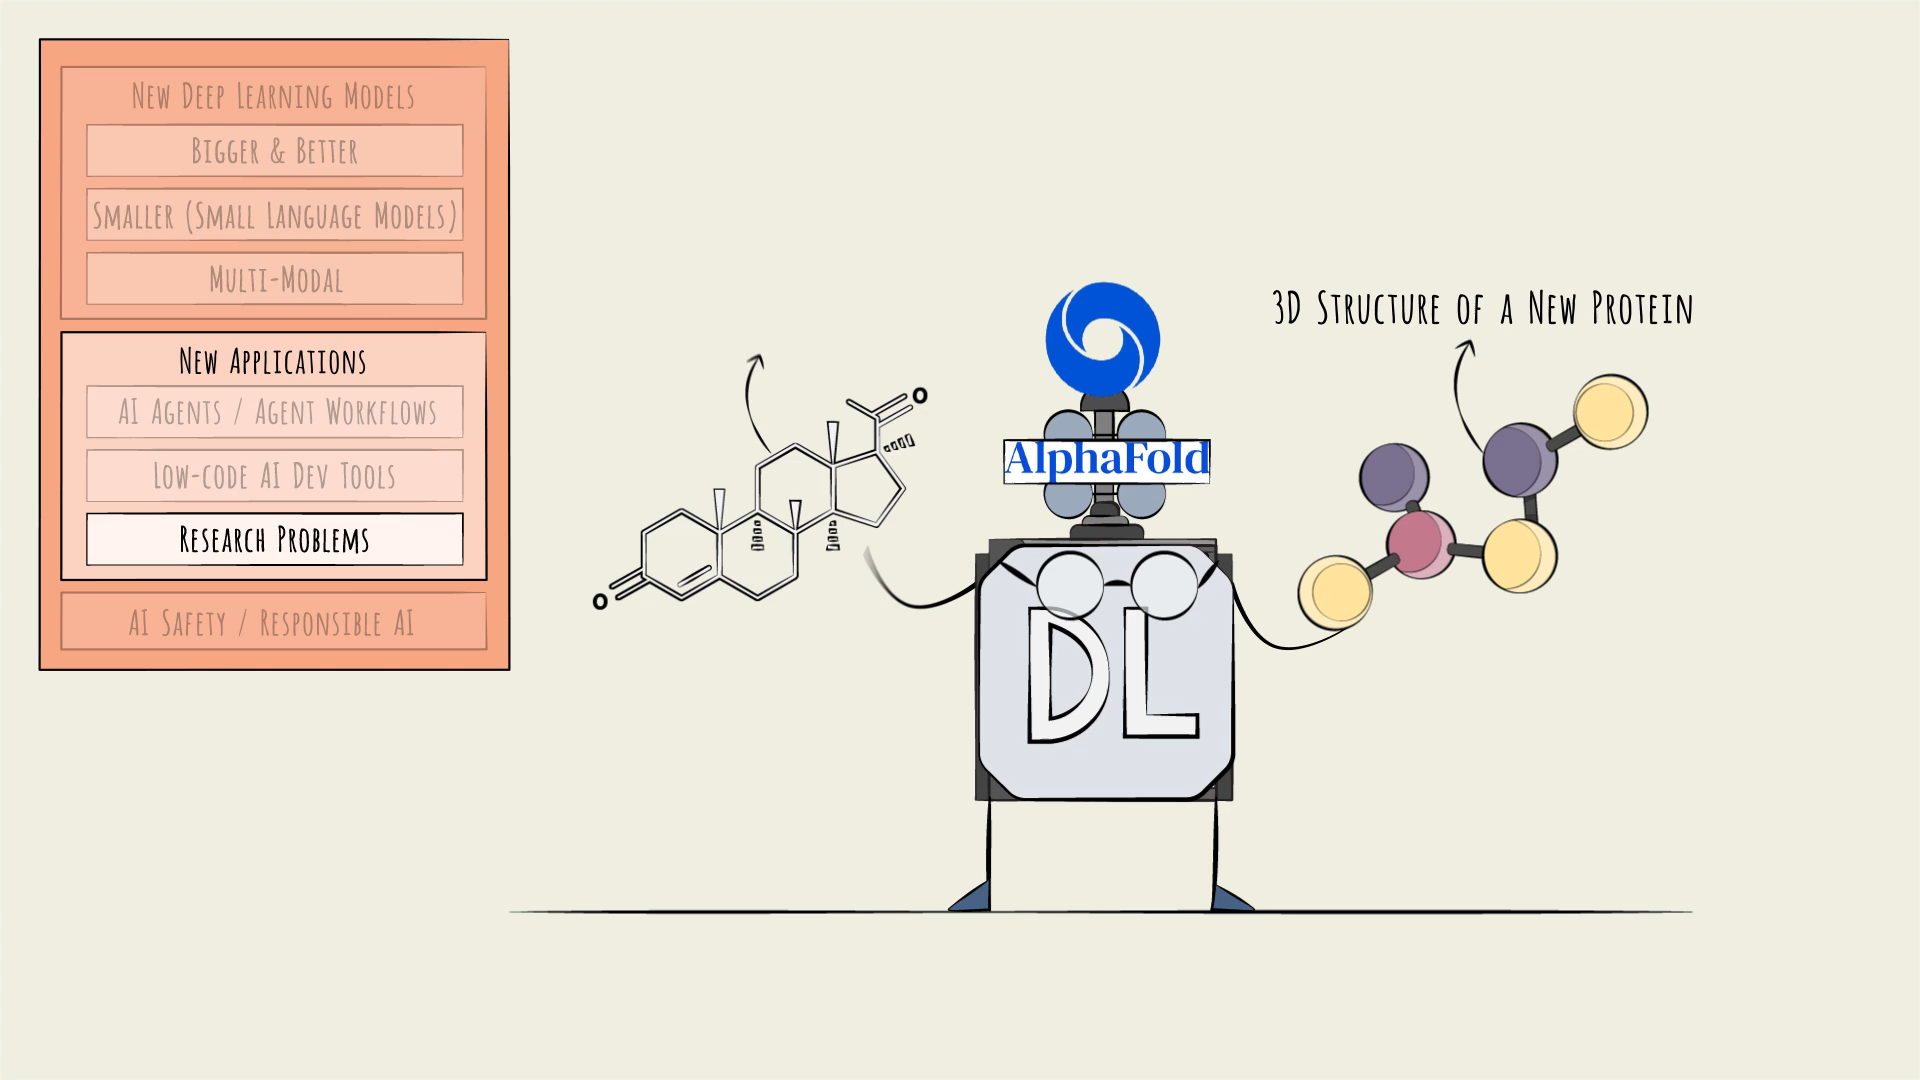 New Deep Learning Models
Bigger & Better
Smaller (Small Language Models)
Multi-Modal
New Applications
AI Agents / Agent Workflows
Low-code AI Dev Tools
Research Problems
AI Safety / Responsible AI
3D Structure of a New Protein
O
O
AlphaFold
DL